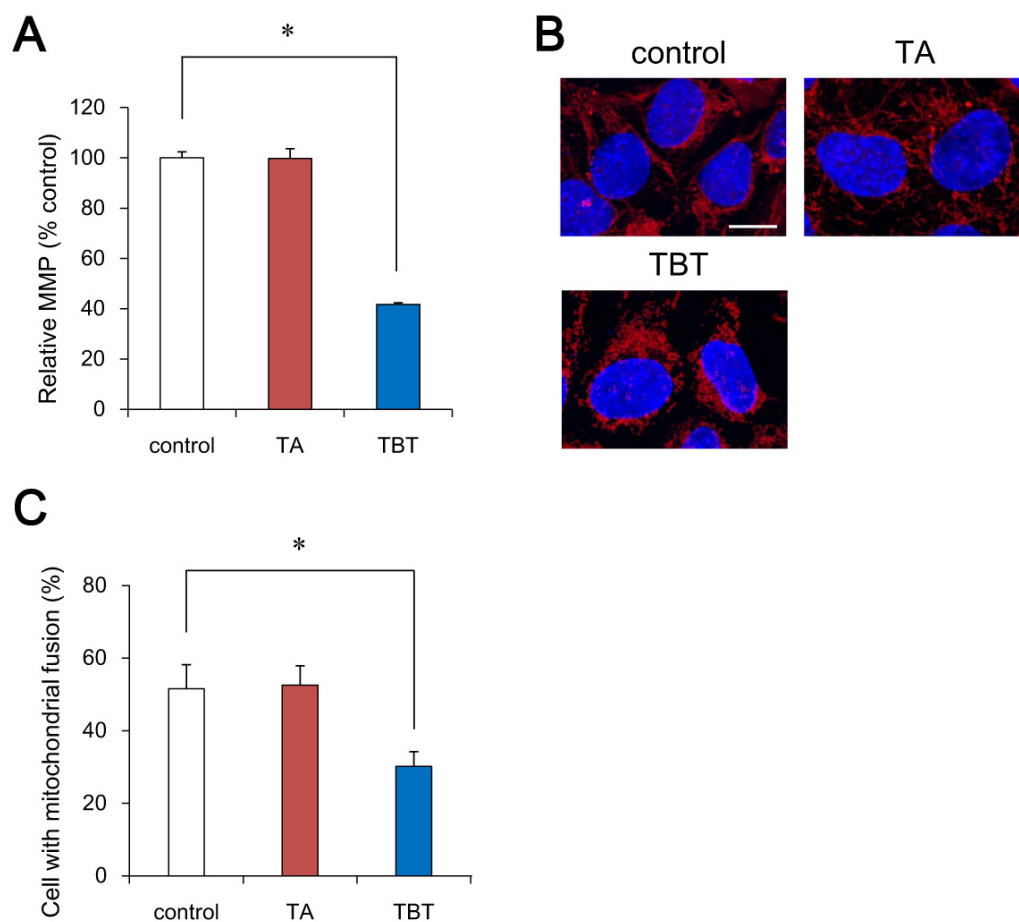 A
*
Relative MMP (% control)
120
100
80
60
40
20
0
control TA TBT
B
control TA
TBT
C
*
Cell with mitochondrial fusion (%)
80
60
40
20
0
control TA TBT